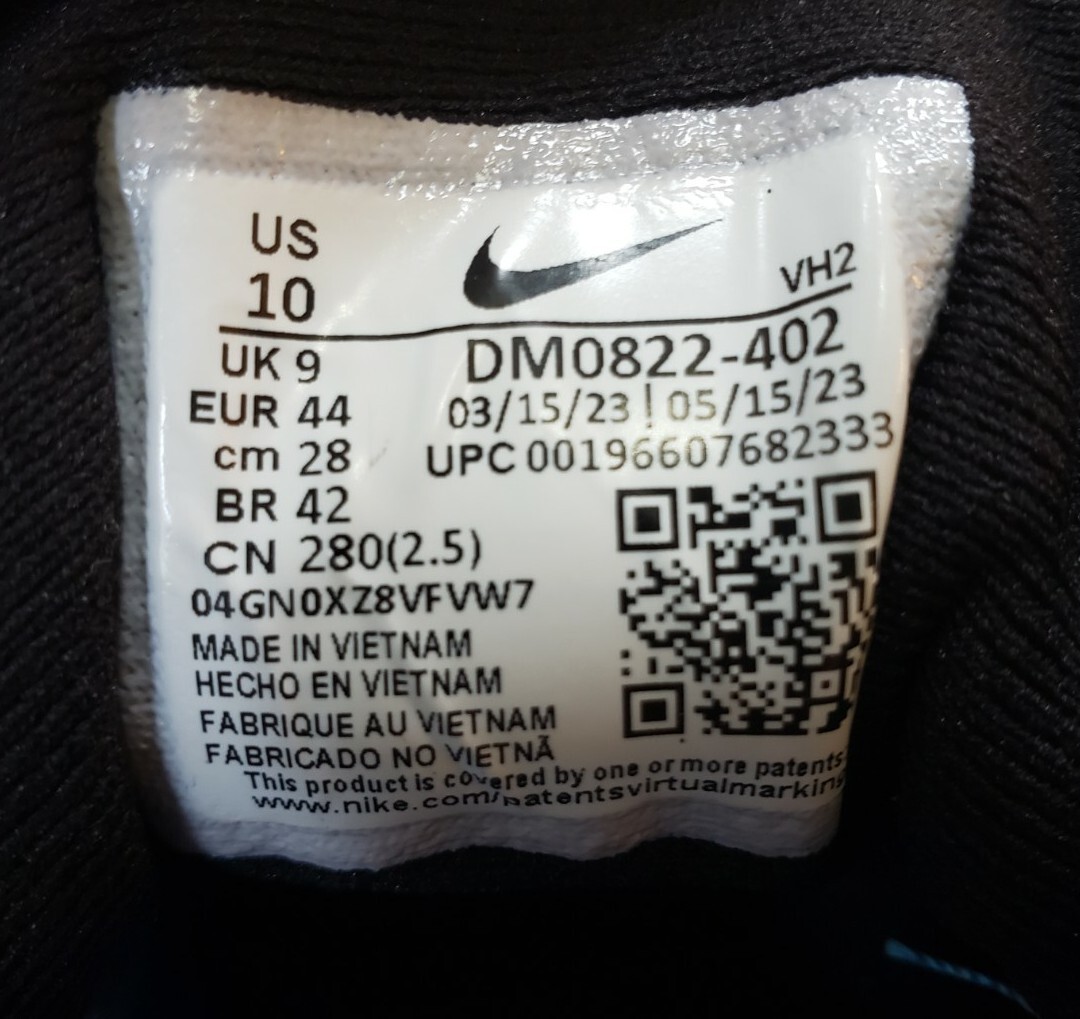 US
10
VH2
UK 9
DM0822-402
EUR 44
03/15/23 | 05/15/23
cm 28
UPC 00196607682333
BR 42
CN 280(2.5)
04GN0XZ8VFVW7
MADE IN VIETNAM
HECHO EN VIETNAM
FABRIQUE AU VIETNAM
FABRICADO NO VIETNÃ
This product is covered by one or more patents
www.nike.com/patentsvirtualmarking